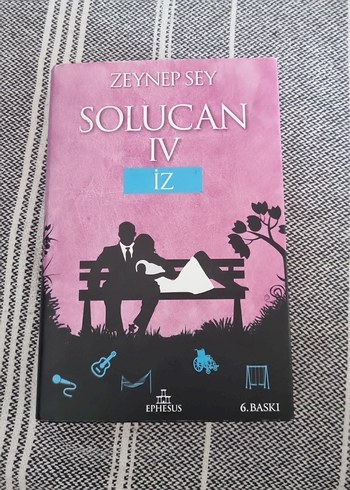 ZEYNEP SEY
SOLUCAN
IV
İZ
EPHESUS
6. BASKI